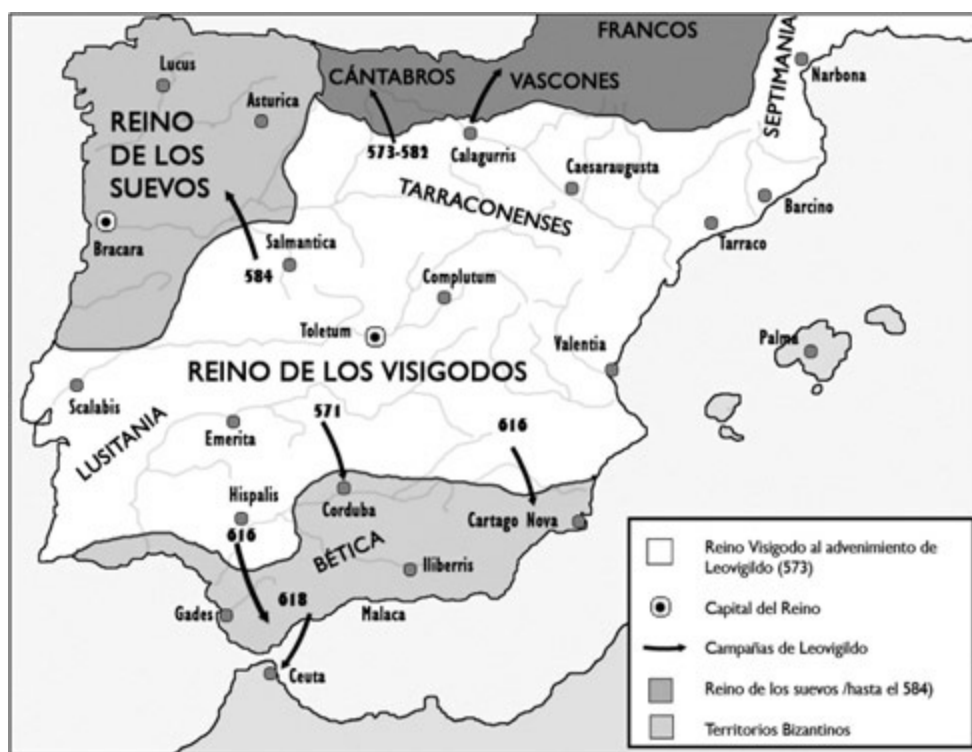 FRANCOS
SEPTIMANIA
Lucus
CÁNTABROS
VASCONES
Narbona
Asturica
REINO
DE LOS
SUEVOS
573-582
Calagurris
Caesaraugusta
TARRACONENSES
Barcino
Tarraco
Bracara
Salmantica
584
Complutum
Toletum
Valentia
Palma
REINO DE LOS VISIGODOS
Scalabis
LUSITANIA
Emerita
571
616
Hispalis
616
Corduba
Cartago Nova
BÉTICA
Iliberris
618
Gades
Malaca
Ceuta
Reino Visigodo al advenimiento de
Leovigildo (573)
Capital del Reino
Campañas de Leovigildo
Reino de los suevos /hasta el 584)
Territorios Bizantinos